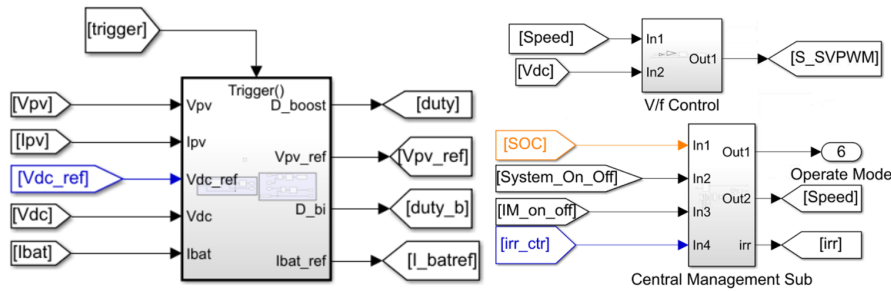 [trigger]
Trigger()
[Vpv]
Vpv
D_boost
[duty]
[Ipv]
Ipv
Vpv_ref
[Vpv_ref]
[Vdc_ref]
Vdc_ref
[Vdc]
Vdc
D_bi
[duty_b]
[Ibat]
Ibat
Ibat_ref
[I_batref]
[Speed]
In1
[Vdc]
In2
Out1
[S_SVPWM]
V/f Control
[SOC]
In1
Out1
6
Operate Mode
[System_On_Off]
In2
Out2
[Speed]
[IM_on_off]
In3
[irr_ctr]
In4
irr
[irr]
Central Management Sub